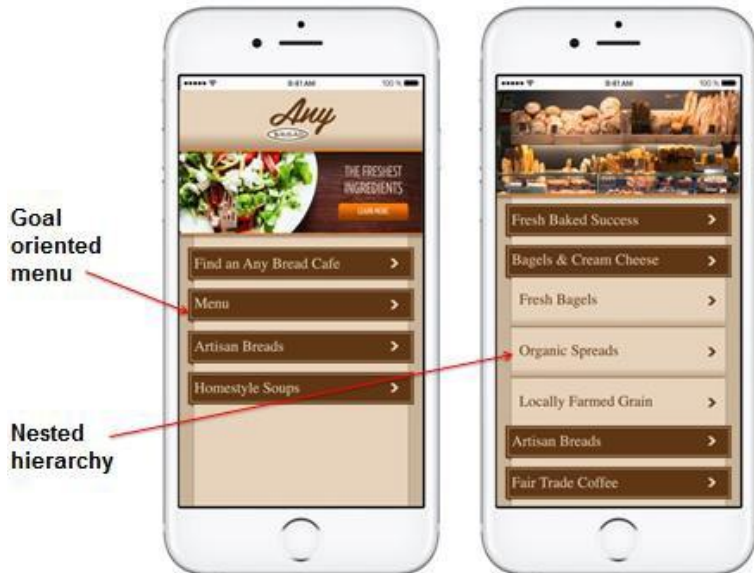 Goal
oriented
menu
Nested
hierarchy
9:41 AM
100 %
Any
BREAD
THE FRESHEST
INGREDIENTS
LEARN MORE
Find an Any Bread Cafe
Menu
Artisan Breads
Homestyle Soups
9:41 AM
100 %
Fresh Baked Success
Bagels & Cream Cheese
Fresh Bagels
Organic Spreads
Locally Farmed Grain
Artisan Breads
Fair Trade Coffee